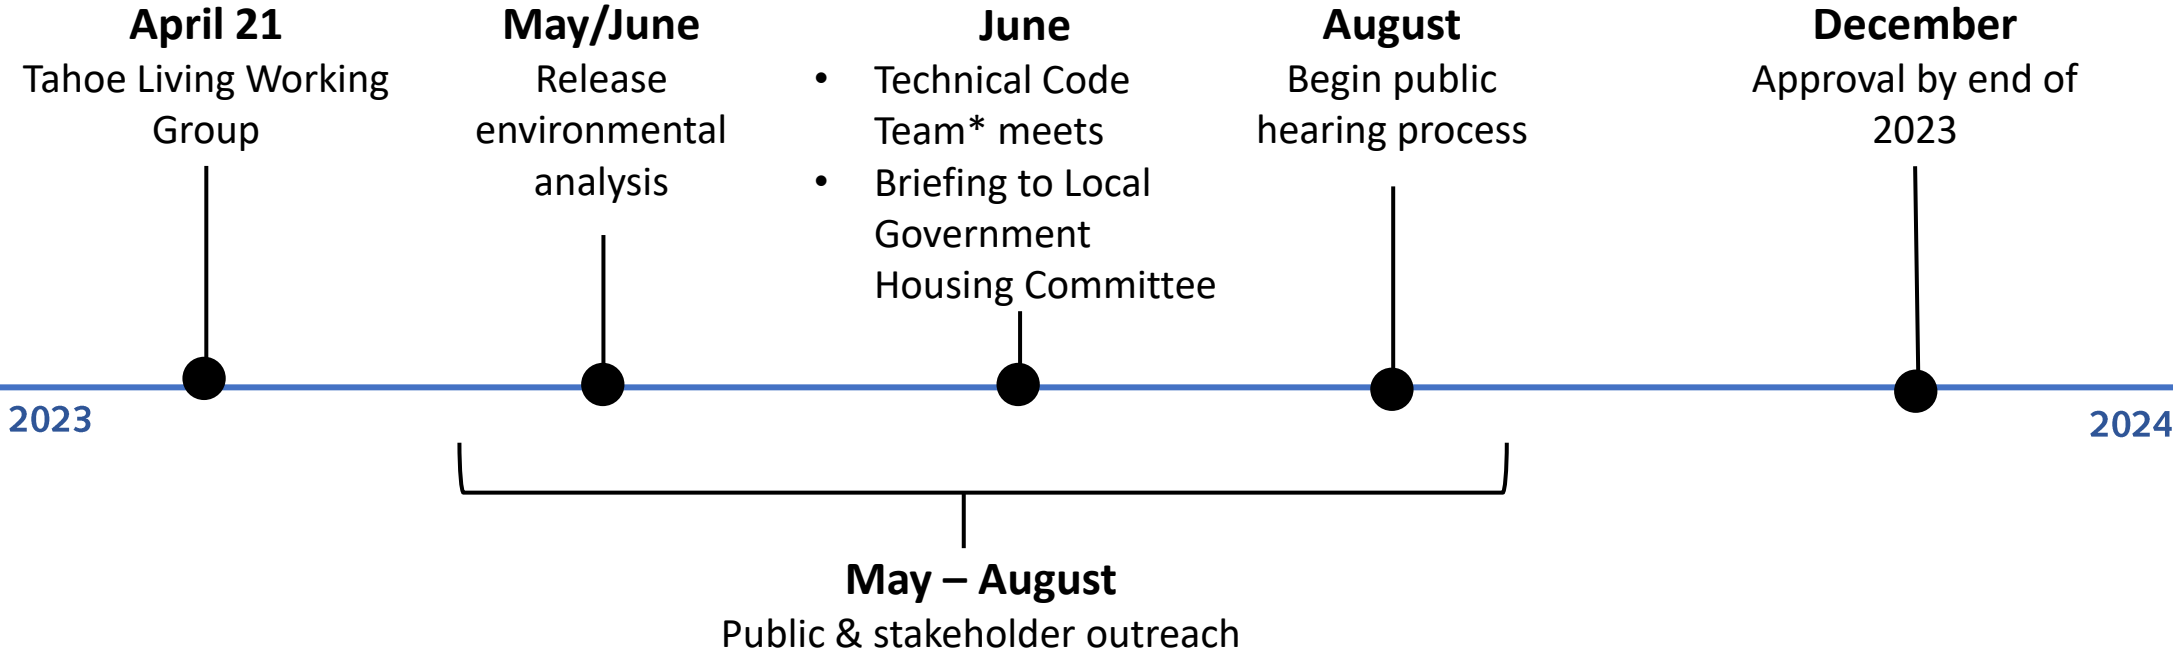 April 21
Tahoe Living Working
Group
May/June
Release
environmental
analysis
June
• Technical Code
Team* meets
• Briefing to Local
Government
Housing Committee
August
Begin public
hearing process
December
Approval by end of
2023
2023
2024
May – August
Public & stakeholder outreach